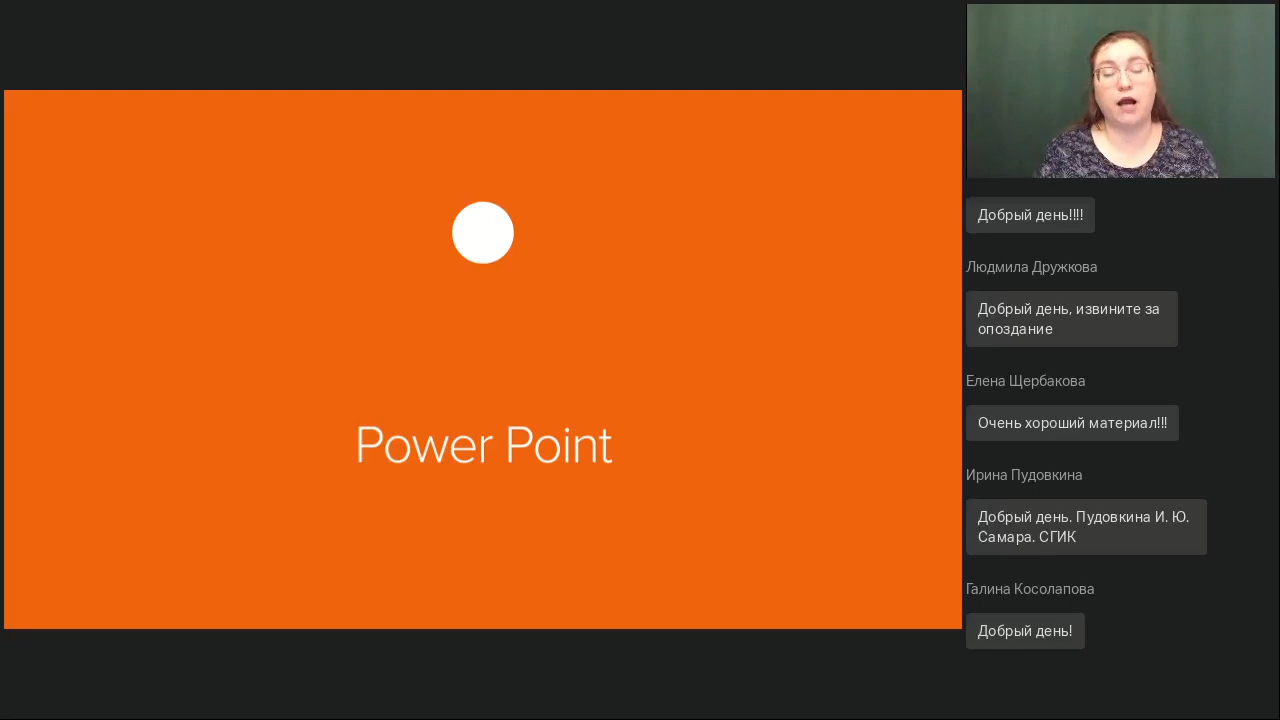 Power Point
Добрый день!!!!
Людмила Дружкова
Добрый день, извините за
опоздание
Елена Щербакова
Очень хороший материал!!!
Ирина Пудовкина
Добрый день. Пудовкина И. Ю.
Самара. СГИК
Галина Косолапова
Добрый день!